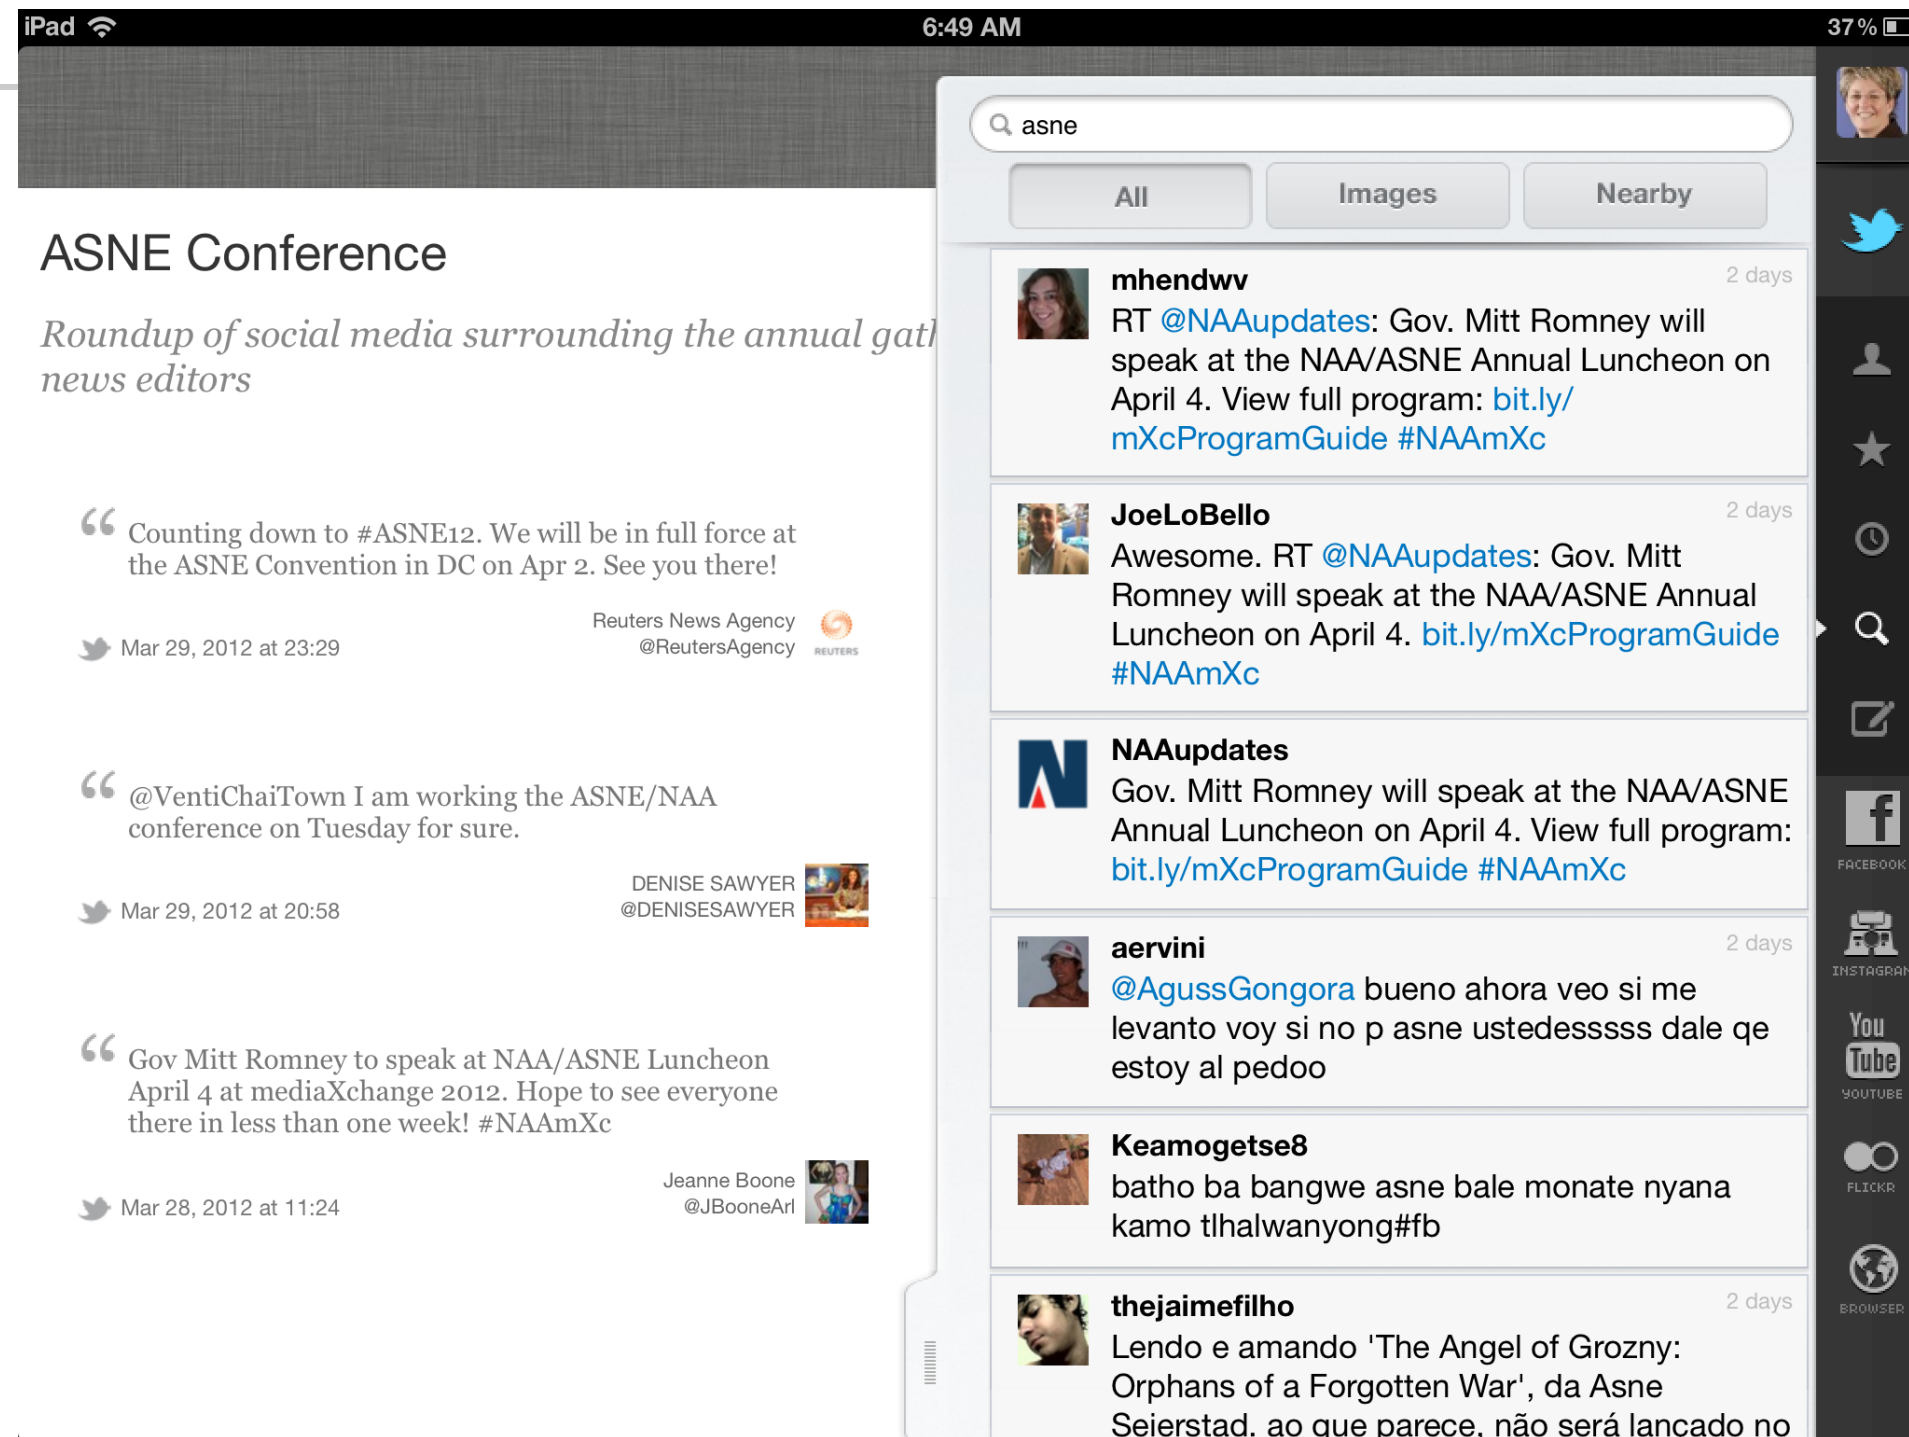 iPad
6:49 AM
37%
ASNE Conference
Roundup of social media surrounding the annual
news editors
Counting down to #ASNE12. We will be in full force at
the ASNE Convention in DC on Apr 2. See you there!
Reuters News Agency
@ReutersAgency
REUTERS
Mar 29, 2012 at 23:29
@VentiChaiTown I am working the ASNE/NAA
conference on Tuesday for sure.
DENISE SAWYER
@DENISESAWYER
Mar 29, 2012 at 20:58
Gov Mitt Romney to speak at NAA/ASNE Luncheon
April 4 at mediaXchange 2012. Hope to see everyone
there in less than one week! #NAAmXc
Jeanne Boone
@JBooneArl
Mar 28, 2012 at 11:24
asne
All
Images
Nearby
mhendwv
2 days
RT @NAAupdates: Gov. Mitt Romney will
speak at the NAA/ASNE Annual Luncheon on
April 4. View full program: bit.ly/
mXcProgramGuide #NAAmXc
JoeLoBello
2 days
Awesome. RT @NAAupdates: Gov. Mitt
Romney will speak at the NAA/ASNE Annual
Luncheon on April 4. bit.ly/mXcProgramGuide
#NAAmXc
NAAupdates
Gov. Mitt Romney will speak at the NAA/ASNE
Annual Luncheon on April 4. View full program:
bit.ly/mXcProgramGuide #NAAmXc
aervini
2 days
@AgussGongora bueno ahora veo si me
levanto voy si no p asne ustedesssss dale qe
estoy al pedoo
Keamogetse8
batho ba bangwe asne bale monate nyana
kamo tlhalwanyong#fb
thejaimefilho
2 days
Lendo e amando 'The Angel of Grozny:
Orphans of a Forgotten War', da Asne
Seierstad. ao que parece, não será lançado no
FACEBOOK
INSTAGRAM
You
Tube
YOUTUBE
FLICKR
BROWSER